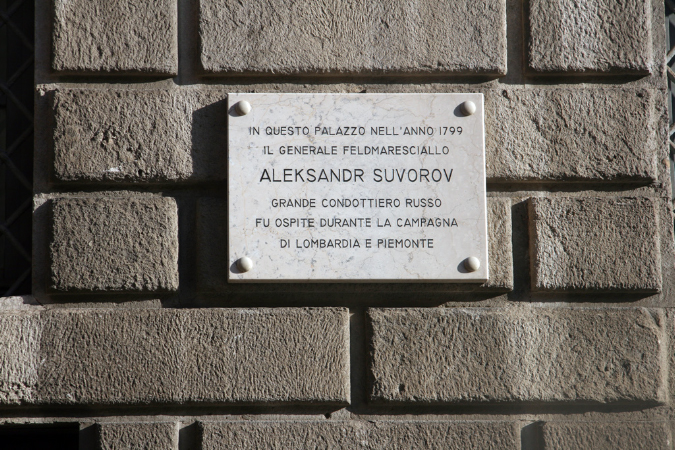 IN QUESTO PALAZZO NELL'ANNO 1799
IL GENERALE FELDMARESCIALLO
ALEKSANDR SUVOROV
GRANDE CONDOTTIERO RUSSO
FU OSPITE DURANTE LA CAMPAGNA
DI LOMBARDIA E PIEMONTE